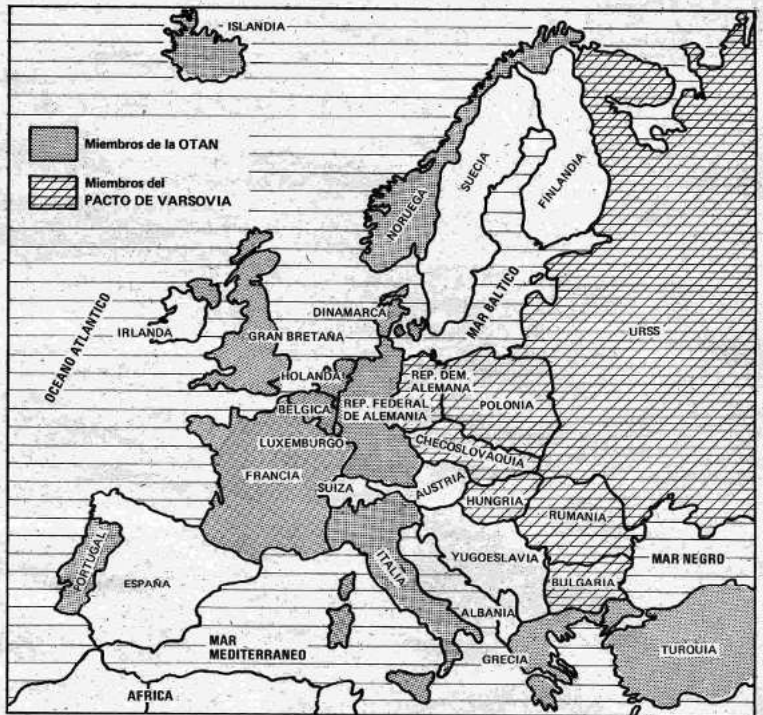 ISLANDIA
Miembros de la OTAN
Miembros del
PACTO DE VARSOVIA
NORUEGA
SUECIA
FINLANDIA
OCEANO ATLANTICO
IRLANDA
GRAN BRETAÑA
DINAMARCA
MAR BALTICO
URSS
HOLANDA
BELGICA
LUXEMBURGO
REP. FEDERAL
DE ALEMANIA
REP. DEM.
ALEMANA
POLONIA
CHECOSLOVAQUIA
FRANCIA
SUIZA
AUSTRIA
HUNGRIA
RUMANIA
PORTUGAL
ESPAÑA
ITALIA
YUGOESLAVIA
BULGARIA
MAR NEGRO
ALBANIA
GRECIA
TURQUIA
MAR
MEDITERRANEO
AFRICA